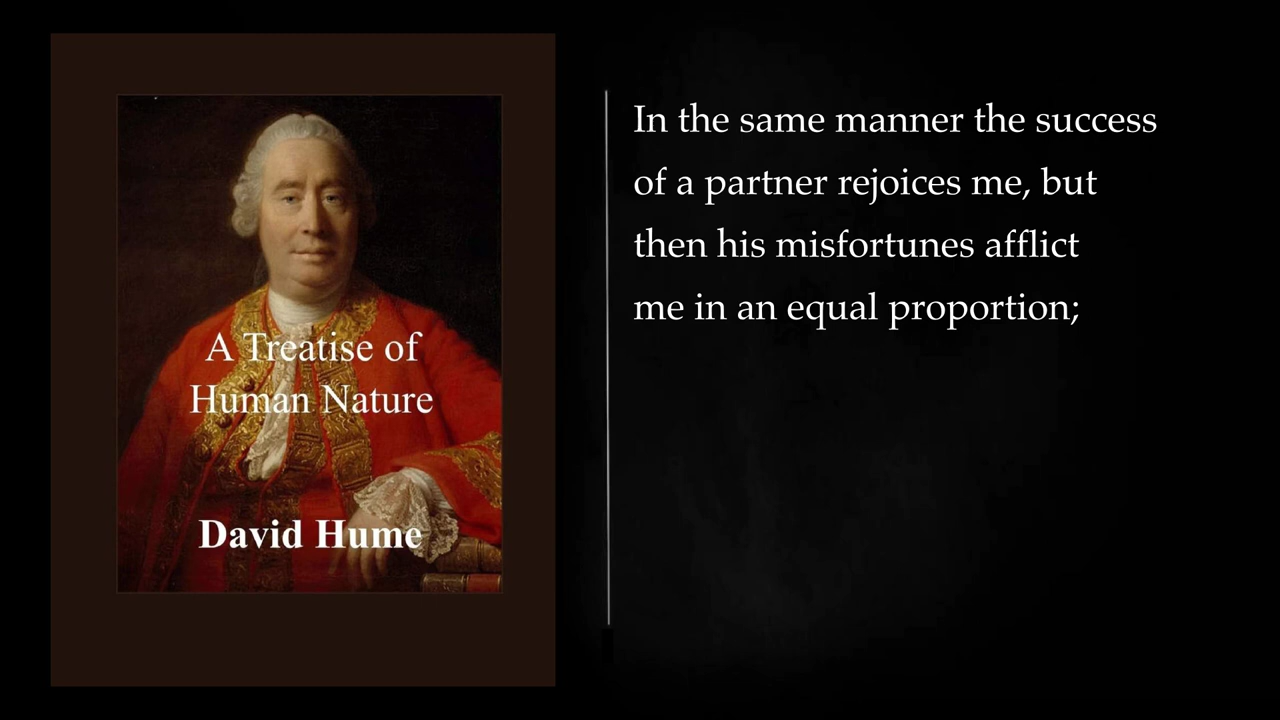 A Treatise of
Human Nature
David Hume
In the same manner the success
of a partner rejoices me, but
then his misfortunes afflict
me in an equal proportion;